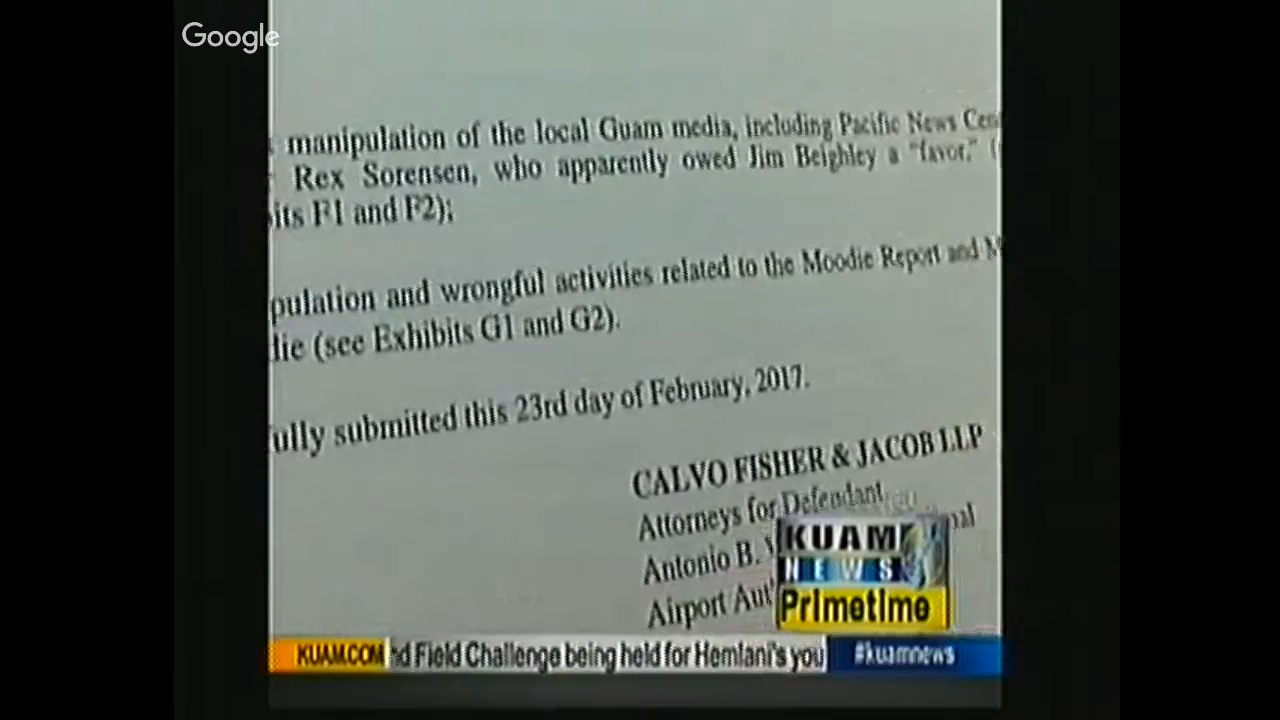 Google
manipulation of the local Guam media, including Pacific News Cen
Rex Sorensen, who apparently owed Jim Beighley a "favor," (
its F1 and F2);
pulation and wrongful activities related to the Moodie Report and M
die (see Exhibits G1 and G2).
fully submitted this 23rd day of February, 2017.
CALVO FISHER & JACOB LLP
Attorneys for Defendant
Antonio B.
Airport Aut
KUAM
NEWS
Primetime
KUAM.COM nd Field Challenge being held for Hemlani's you #kuamnews